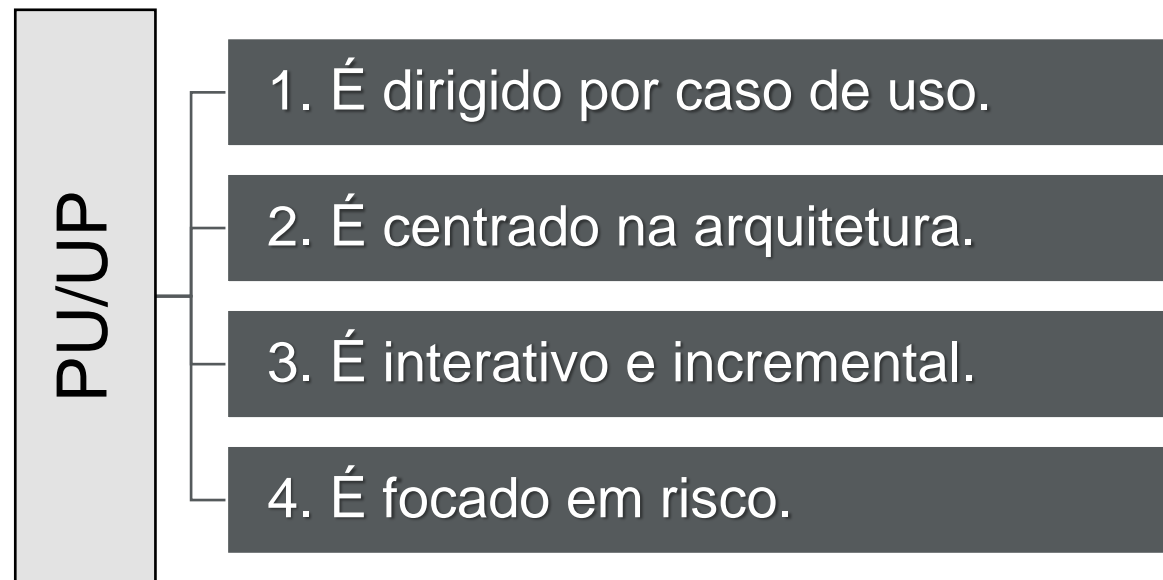 PU/UP
1. É dirigido por caso de uso.
2. É centrado na arquitetura.
3. É interativo e incremental.
4. É focado em risco.